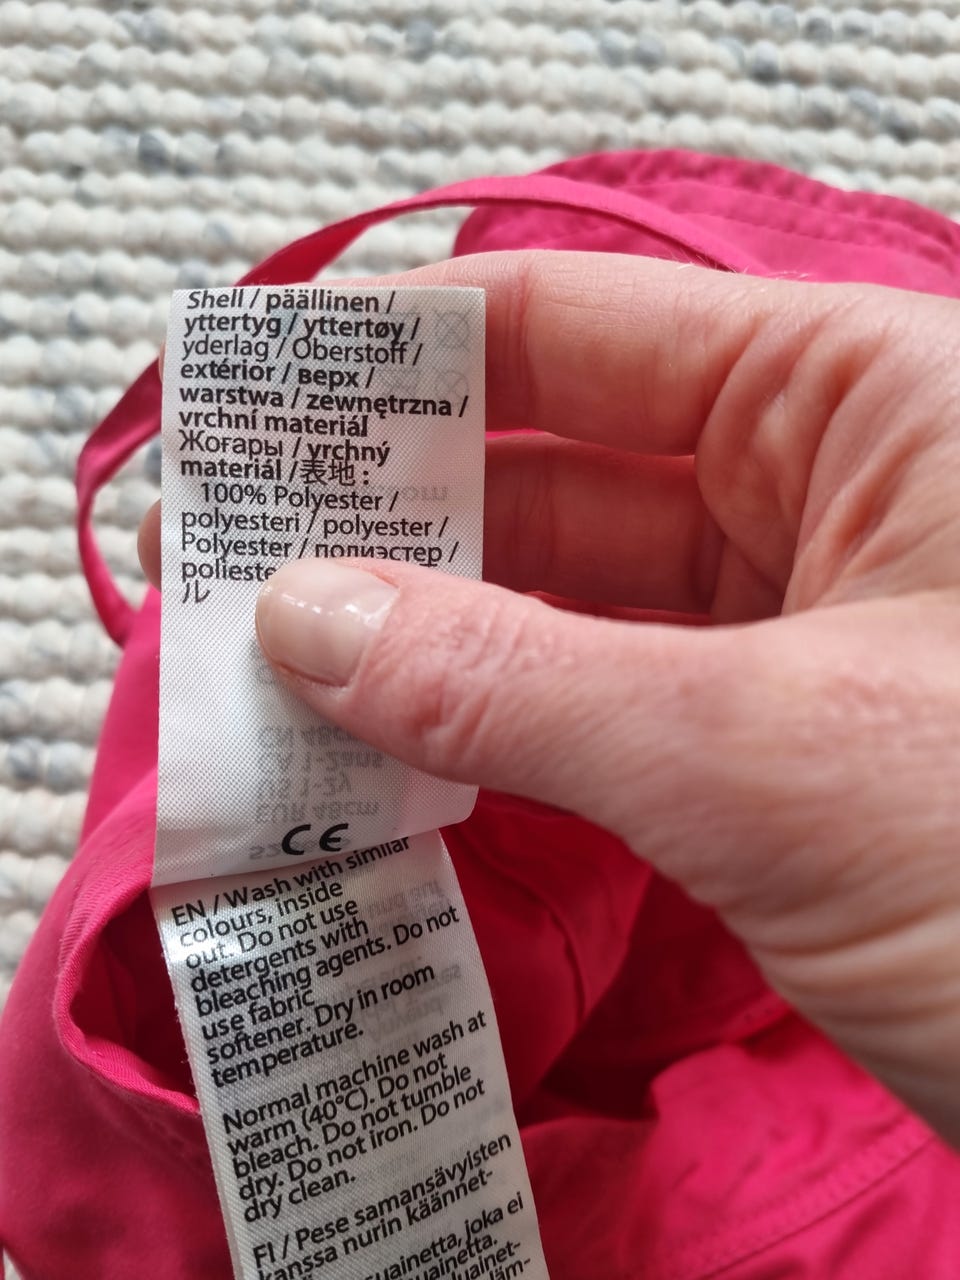 Shell / päällinen /
yttertyg / yttertøy /
yderlag / Oberstoff /
extérior / верх /
warstwa / zewnętrzna /
vrchní materiál
Жоғары / vrchný
materiál / 表地 :
100% Polyester /
polyesteri / polyester /
Polyester / полиэстер /
ル
CE
EN / Wash with similar
colours, inside
out. Do not use
detergents with
bleaching agents. Do not
use fabric
softener. Dry in room
temperature.
Normal machine wash at
warm (40°C). Do not
bleach. Do not tumble
dry. Do not iron. Do not
dry clean.
FI / Pese samansävyisten
kanssa nurin käännet-
joka ei